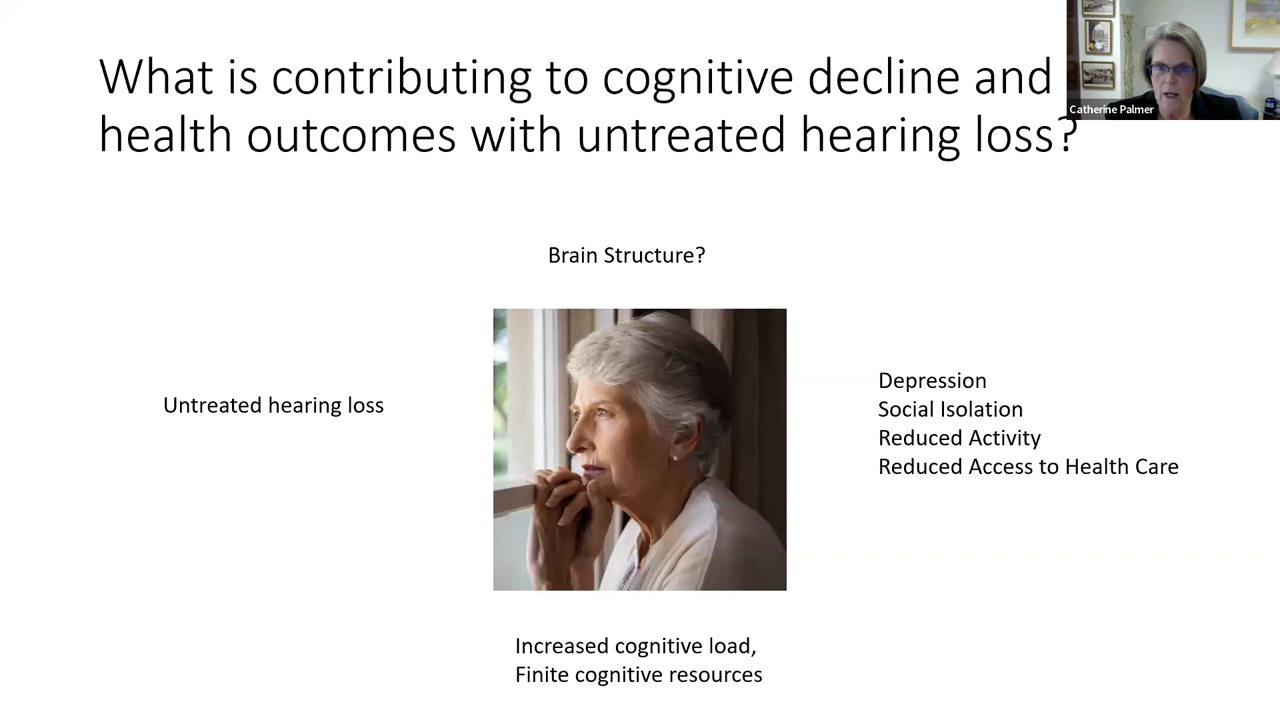 What is contributing to cognitive decline and
health outcomes with untreated hearing loss?
Catherine Palmer
Brain Structure?
Untreated hearing loss
Depression
Social Isolation
Reduced Activity
Reduced Access to Health Care
Increased cognitive load,
Finite cognitive resources